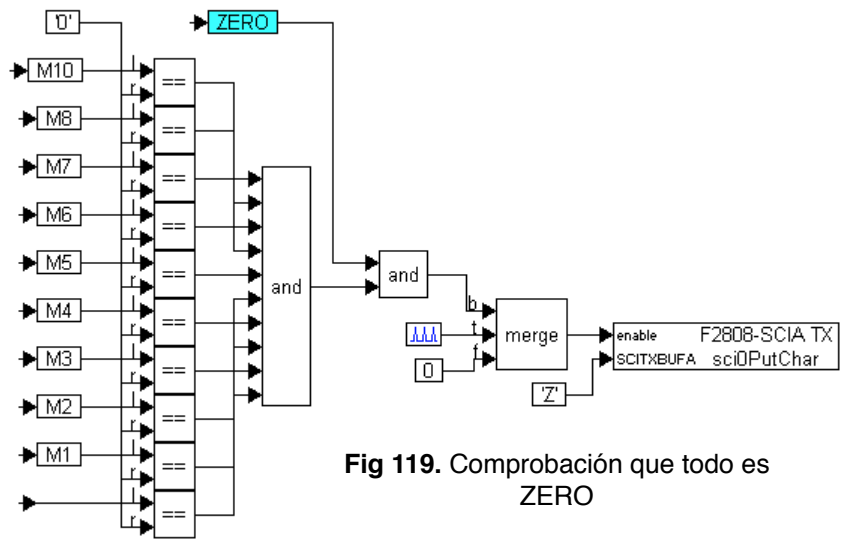 '0'
ZERO
M10
l
==
r
M8
l
==
r
M7
l
==
r
M6
l
==
r
M5
l
==
r
M4
l
==
r
M3
l
==
r
M2
l
==
r
M1
l
==
r
l
==
r
and
and
b
t
f
merge
0
'Z'
enable F2808-SCIA TX
SCITXBUFA sci0PutChar
Fig 119. Comprobación que todo es
ZERO